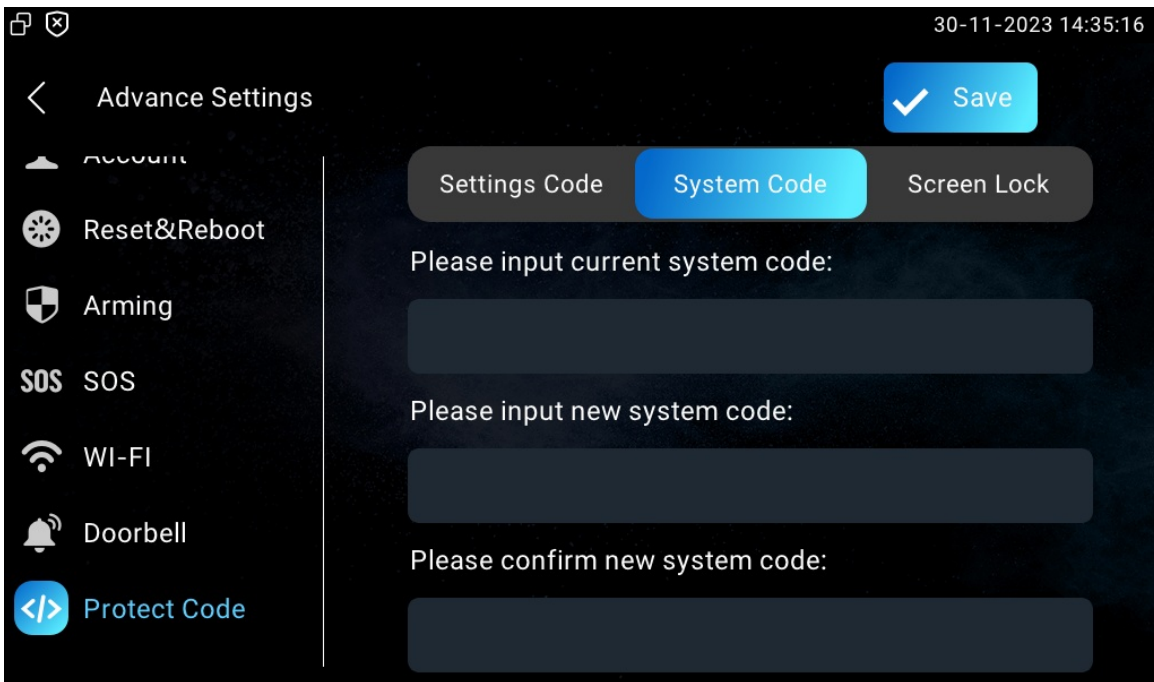 30-11-2023 14:35:16
Advance Settings
Save
Account
Reset&Reboot
Arming
SOS SOS
WI-FI
Doorbell
</> Protect Code
Settings Code
System Code
Screen Lock
Please input current system code:
Please input new system code:
Please confirm new system code: